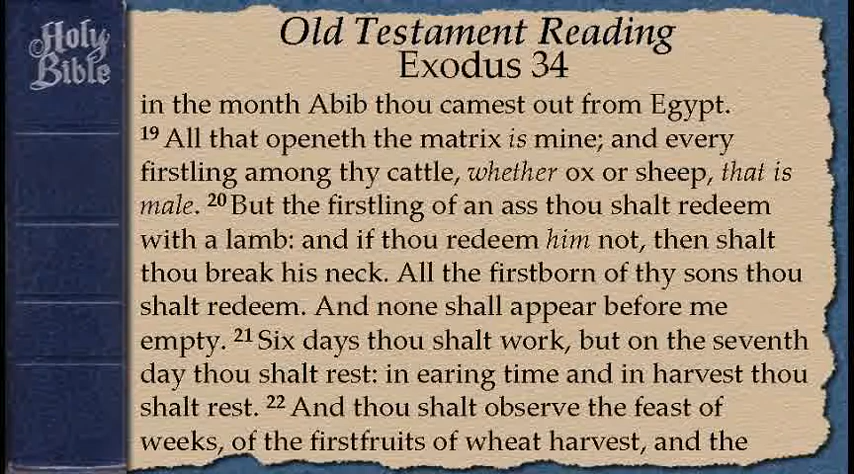 Holy
Bible
Old Testament Reading
Exodus 34
in the month Abib thou camest out from Egypt.
19 All that openeth the matrix is mine; and every
firstling among thy cattle, whether ox or sheep, that is
male. 20 But the firstling of an ass thou shalt redeem
with a lamb: and if thou redeem him not, then shalt
thou break his neck. All the firstborn of thy sons thou
shalt redeem. And none shall appear before me
empty. 21 Six days thou shalt work, but on the seventh
day thou shalt rest: in earing time and in harvest thou
shalt rest. 22 And thou shalt observe the feast of
weeks, of the firstfruits of wheat harvest, and the